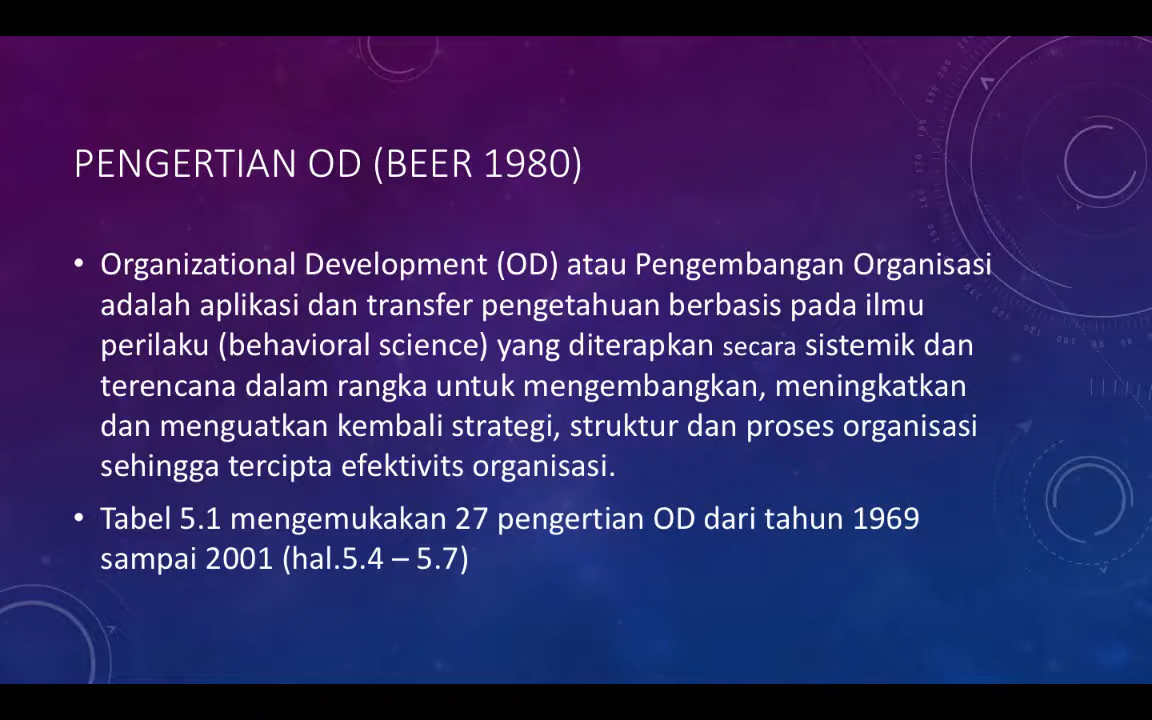 PENGERTIAN OD (BEER 1980)
• Organizational Development (OD) atau Pengembangan Organisasi
adalah aplikasi dan transfer pengetahuan berbasis pada ilmu
perilaku (behavioral science) yang diterapkan secara sistemik dan
terencana dalam rangka untuk mengembangkan, meningkatkan
dan menguatkan kembali strategi, struktur dan proses organisasi
sehingga tercipta efektivits organisasi.
• Tabel 5.1 mengemukakan 27 pengertian OD dari tahun 1969
sampai 2001 (hal.5.4 – 5.7)